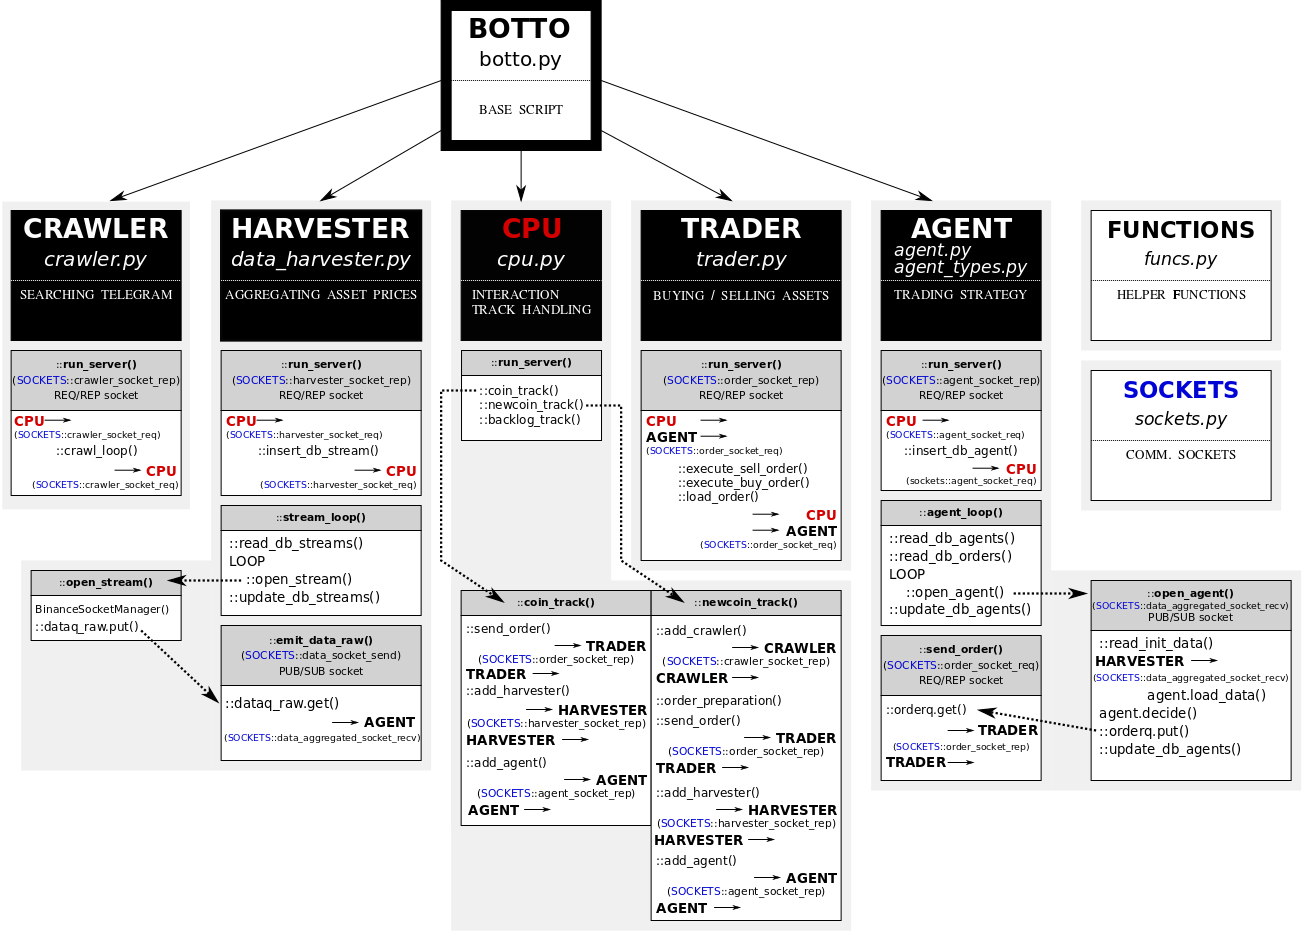 BOTTO
botto.py
BASE SCRIPT
CRAWLER
crawler.py
SEARCHING TELEGRAM
::run_server()
(SOCKETS::crawler_socket_rep)
REQ/REP socket
CPU
(SOCKETS::crawler_socket_req)
::crawl_loop()
CPU
(SOCKETS::crawler_socket_req)
HARVESTER
data_harvester.py
AGGREGATING ASSET PRICES
::run_server()
(SOCKETS::harvester_socket_rep)
REQ/REP socket
CPU
(SOCKETS::harvester_socket_req)
::insert_db_stream()
CPU
(SOCKETS::harvester_socket_req)
::stream_loop()
::read_db_streams()
LOOP
::open_stream()
::update_db_streams()
::open_stream()
BinanceSocketManager()
::dataq_raw.put()
::emit_data_raw()
(SOCKETS::data_socket_send)
PUB/SUB socket
::dataq_raw.get()
AGENT
(SOCKETS::data_aggregated_socket_recv)
CPU
cpu.py
INTERACTION
TRACK HANDLING
::run_server()
::coin_track()
::newcoin_track()
::backlog_track()
::coin_track()
::send_order()
TRADER
(SOCKETS::order_socket_rep)
TRADER
::add_harvester()
HARVESTER
(SOCKETS::harvester_socket_rep)
HARVESTER
::add_agent()
AGENT
(SOCKETS::agent_socket_rep)
AGENT
::newcoin_track()
::add_crawler()
CRAWLER
(SOCKETS::crawler_socket_rep)
CRAWLER
::order_preparation()
::send_order()
TRADER
(SOCKETS::order_socket_rep)
TRADER
::add_harvester()
HARVESTER
(SOCKETS::harvester_socket_rep)
HARVESTER
::add_agent()
AGENT
(SOCKETS::agent_socket_rep)
AGENT
TRADER
trader.py
BUYING / SELLING ASSETS
::run_server()
(SOCKETS::order_socket_rep)
REQ/REP socket
CPU
AGENT
(SOCKETS::order_socket_req)
::execute_sell_order()
::execute_buy_order()
::load_order()
CPU
AGENT
(SOCKETS::order_socket_req)
AGENT
agent.py
agent_types.py
TRADING STRATEGY
::run_server()
(SOCKETS::agent_socket_rep)
REQ/REP socket
CPU
(SOCKETS::agent_socket_req)
::insert_db_agent()
CPU
(sockets::agent_socket_req)
::agent_loop()
::read_db_agents()
::read_db_orders()
LOOP
::open_agent()
::update_db_agents()
::send_order()
(SOCKETS::order_socket_req)
REQ/REP socket
::orderq.get()
TRADER
(SOCKETS::order_socket_rep)
TRADER
::open_agent()
(SOCKETS::data_aggregated_socket_recv)
PUB/SUB socket
::read_init_data()
HARVESTER
(SOCKETS::data_aggregated_socket_recv)
agent.load_data()
agent.decide()
::orderq.put()
::update_db_agents()
FUNCTIONS
funcs.py
HELPER FUNCTIONS
SOCKETS
sockets.py
COMM. SOCKETS